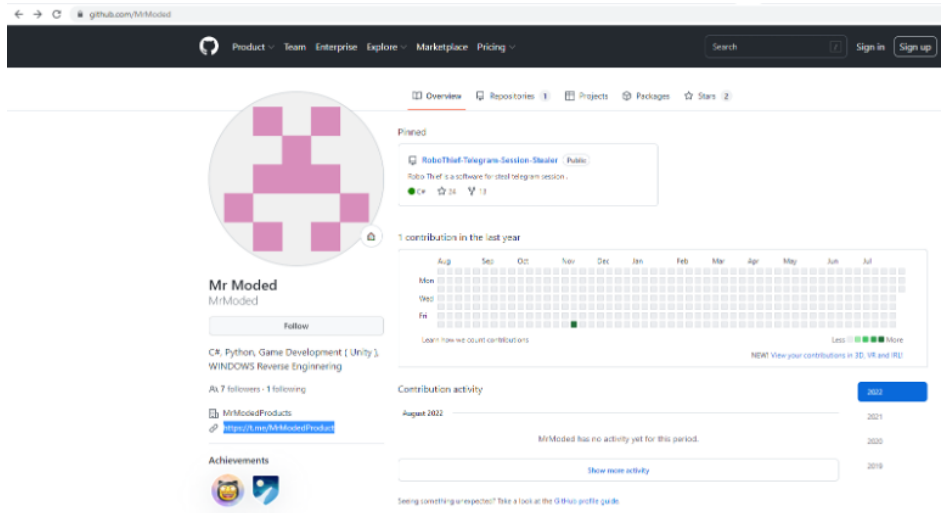 github.com/MrModed
Product Team Enterprise Explore Marketplace Pricing Search / Sign in Sign up
Overview Repositories 1 Projects Packages Stars 2
Pinned
RoboThief-Telegram-Session-Stealer Public
Robo Thief is a software for steal telegram session .
C# 24 18
1 contribution in the last year
Aug Sep Oct Nov Dec Jan Feb Mar Apr May Jun Jul
Mon
Wed
Fri
Learn how we count contributions Less More
NEW! View your contributions in 3D, VR and IRL!
Mr Moded
MrModed
Follow
C#, Python, Game Development ( Unity ),
WINDOWS Reverse Enginnering
7 followers · 1 following
MrModedProducts
https://t.me/MrModedProduct
Achievements
Contribution activity
2022
2021
2020
2019
August 2022
MrModed has no activity yet for this period.
Show more activity
Seeing something unexpected? Take a look at the GitHub profile guide.